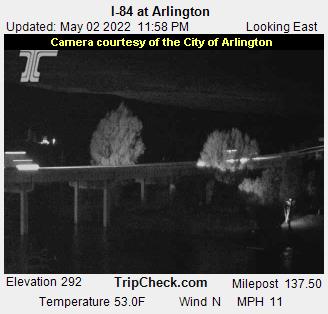 I-84 at Arlington
Updated: May 02 2022 11:58 PM Looking East
Camera courtesy of the City of Arlington
Elevation 292 TripCheck.com Milepost 137.50
Temperature 53.0F Wind N MPH 11